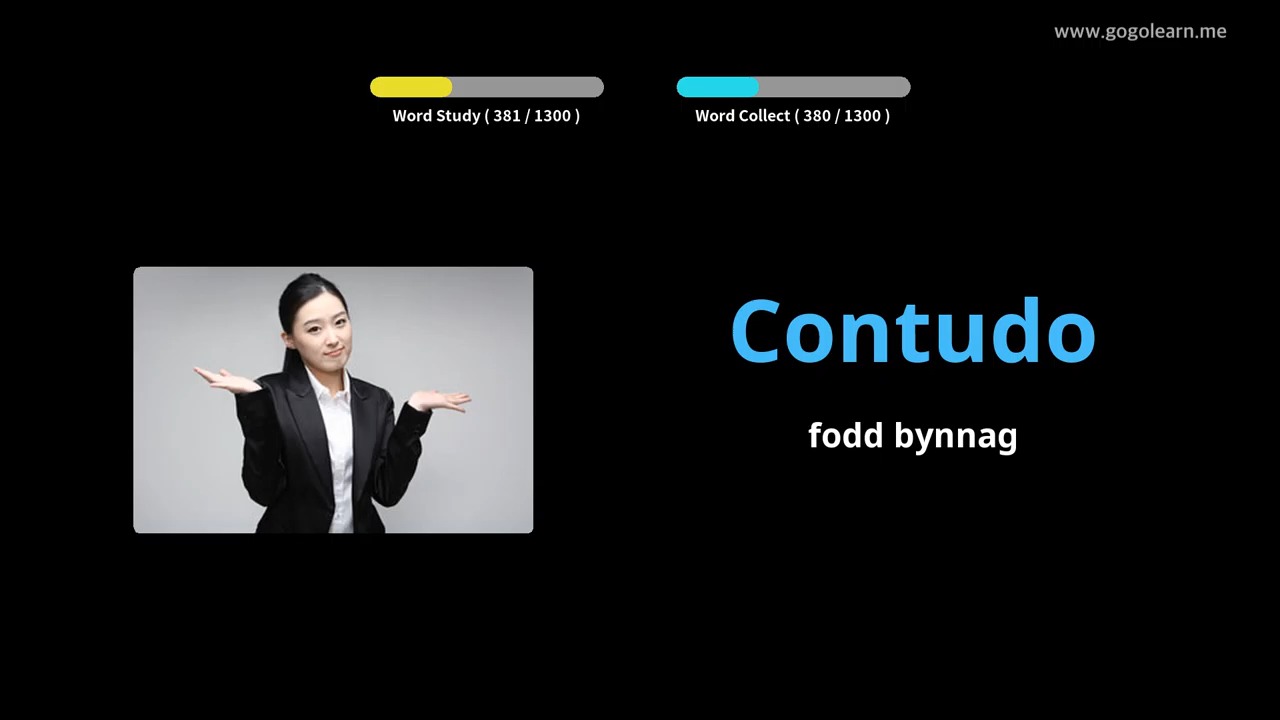 www.gogolearn.me
Word Study ( 381 / 1300 )
Word Collect ( 380 / 1300 )
Contudo
fodd bynnag